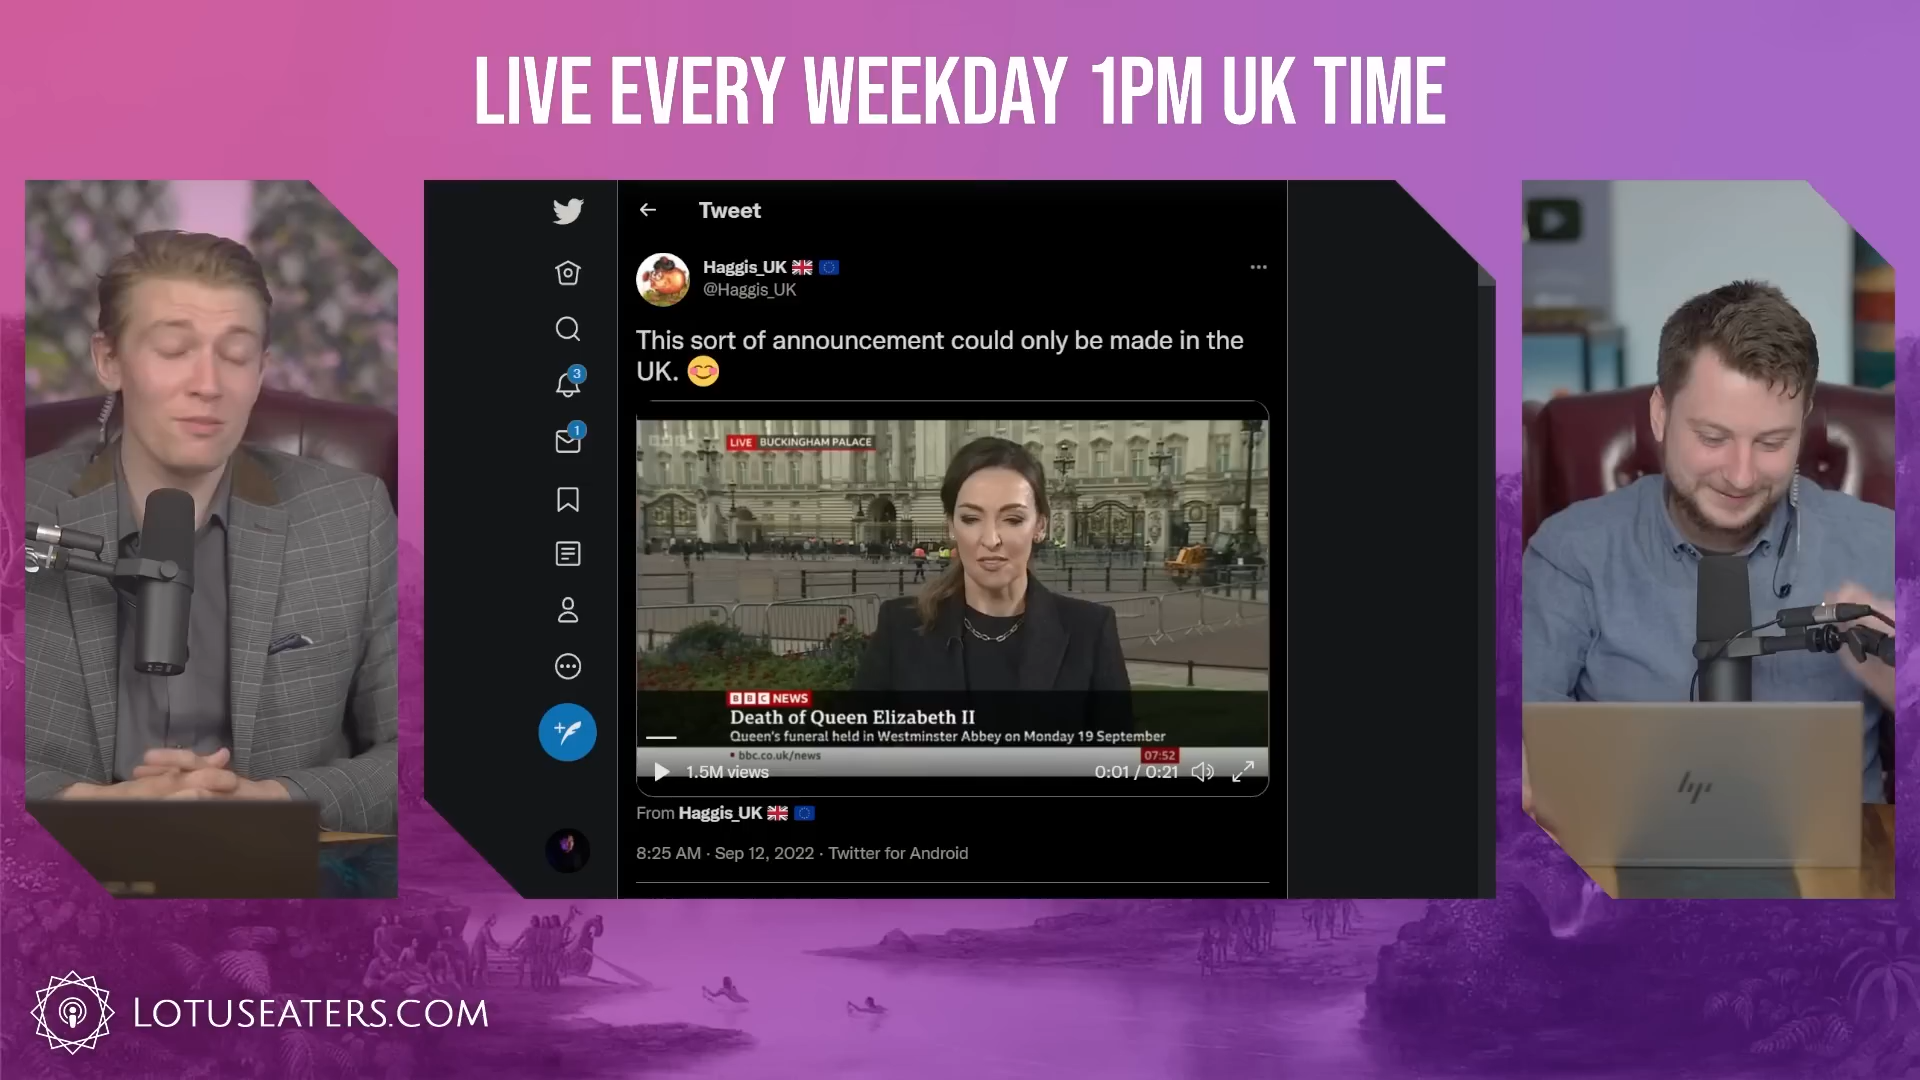 LIVE EVERY WEEKDAY 1PM UK TIME
Tweet
Haggis_UK
@Haggis_UK
This sort of announcement could only be made in the
UK.
3
1
LIVE BUCKINGHAM PALACE
BBC NEWS
Death of Queen Elizabeth II
Queen's funeral held in Westminster Abbey on Monday 19 September
bbc.co.uk/news
07:52
1.5M views
0:01 / 0:21
From Haggis_UK
8:25 AM · Sep 12, 2022 · Twitter for Android
hp
LOTUSEATERS.COM